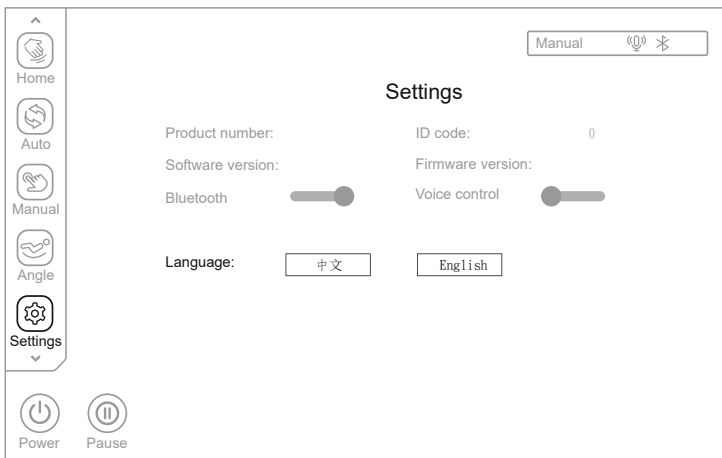 Home
Auto
Manual
Angle
Settings
Power
Pause
Manual
Settings
Product number:
ID code: 0
Software version:
Firmware version:
Bluetooth
Voice control
Language:
中文
English